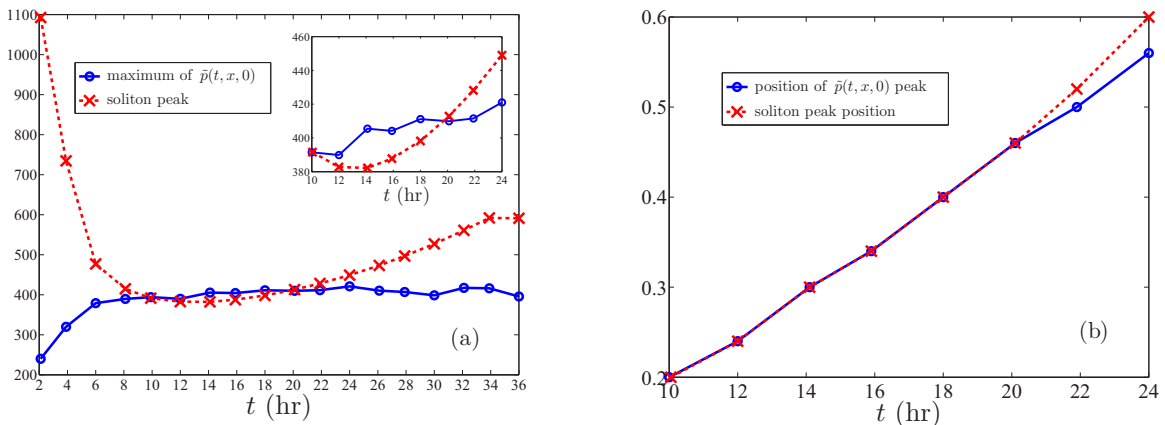 1100
1000
900
800
700
600
500
400
300
200
2 4 6 8 10 12 14 16 18 20 22 24 26 28 30 32 34 36
t (hr)
maximum of p̃(t, x, 0)
soliton peak
(a)
460
440
420
400
380
10 12 14 16 18 20 22 24
t (hr)
0.6
0.5
0.4
0.3
0.2
10 12 14 16 18 20 22 24
t (hr)
position of p̃(t, x, 0) peak
soliton peak position
(b)